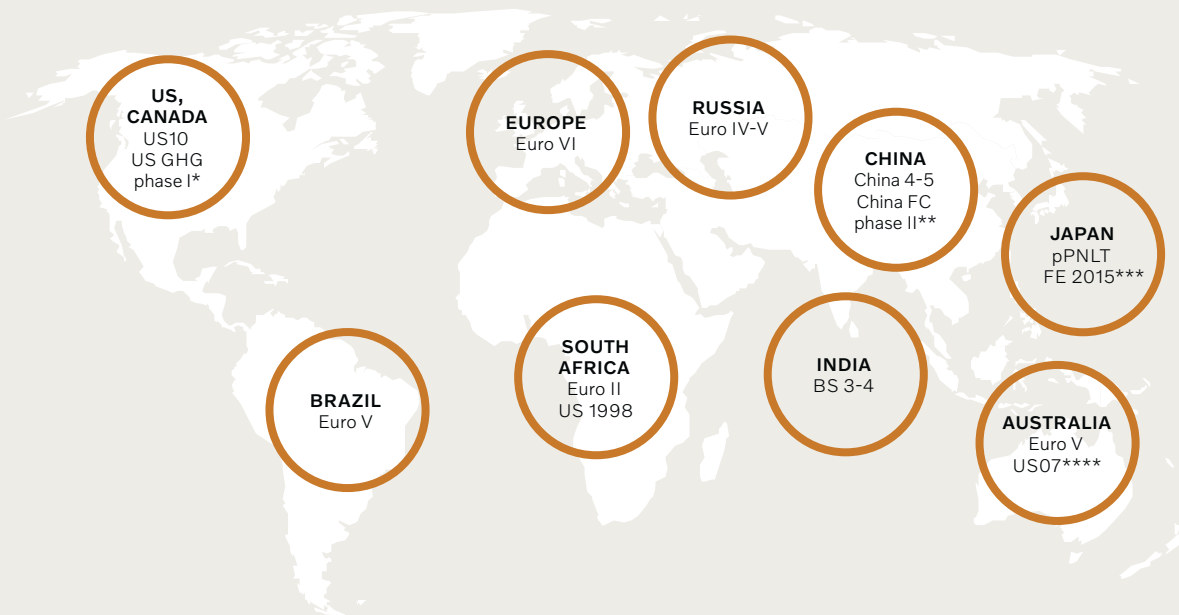 US,
CANADA
US10
US GHG
phase I*
EUROPE
Euro VI
RUSSIA
Euro IV-V
CHINA
China 4-5
China FC
phase II**
JAPAN
pPNLT
FE 2015***
BRAZIL
Euro V
SOUTH
AFRICA
Euro II
US 1998
INDIA
BS 3-4
AUSTRALIA
Euro V
US07****